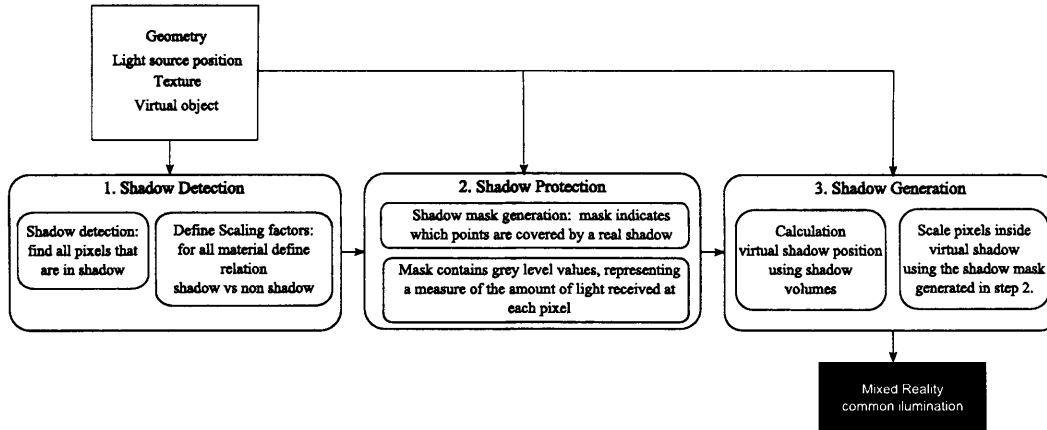 Geometry
Light source position
Texture
Virtual object
1. Shadow Detection
Shadow detection:
find all pixels that
are in shadow
Define Scaling factors:
for all material define
relation
shadow vs non shadow
2. Shadow Protection
Shadow mask generation: mask indicates
which points are covered by a real shadow
Mask contains grey level values, representing
a measure of the amount of light received at
each pixel
3. Shadow Generation
Calculation
virtual shadow position
using shadow
volumes
Scale pixels inside
virtual shadow
using the shadow mask
generated in step 2.
Mixed Reality
common ilumination